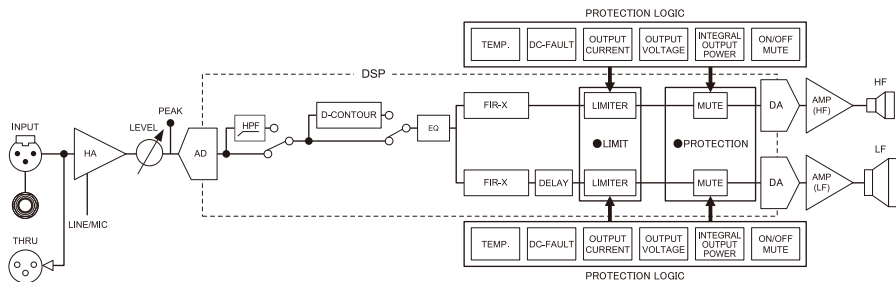 PROTECTION LOGIC
TEMP.
DC-FAULT
OUTPUT
CURRENT
OUTPUT
VOLTAGE
INTEGRAL
OUTPUT
POWER
ON/OFF
MUTE
DSP
HF
PEAK
HPF
D-CONTOUR
FIR-X
LIMITER
MUTE
DA
AMP
(HF)
INPUT
LEVEL
HA
AD
EQ
LIMIT
PROTECTION
LF
FIR-X
DELAY
LIMITER
MUTE
DA
AMP
(LF)
LINE/MIC
THRU
TEMP.
DC-FAULT
OUTPUT
CURRENT
OUTPUT
VOLTAGE
INTEGRAL
OUTPUT
POWER
ON/OFF
MUTE
PROTECTION LOGIC